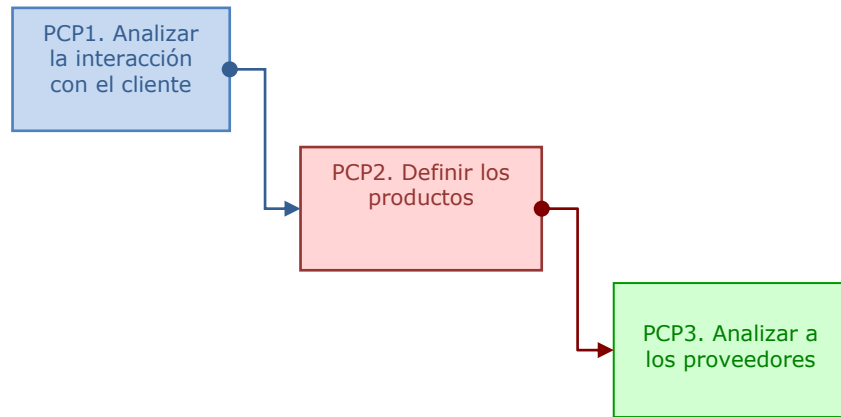 PCP1. Analizar
la interacción
con el cliente
PCP2. Definir los
productos
PCP3. Analizar a
los proveedores